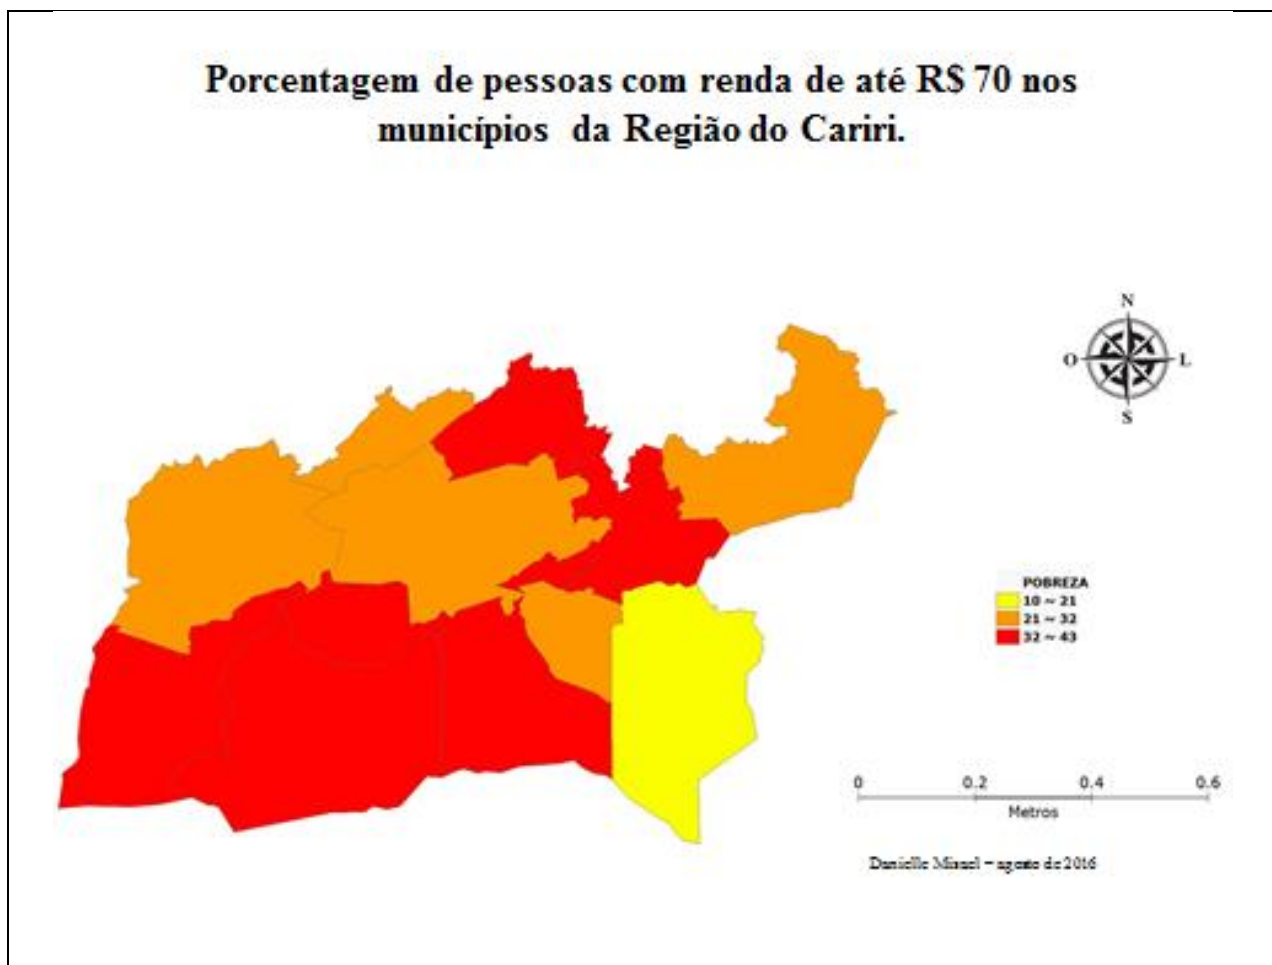 Porcentagem de pessoas com renda de até R$ 70 nos
municípios da Região do Cariri.
N
O L
S
POBREZA
10 ~ 21
21 ~ 32
32 ~ 43
0 0.2 0.4 0.6
Metros
Danielle Misael – agosto de 2016